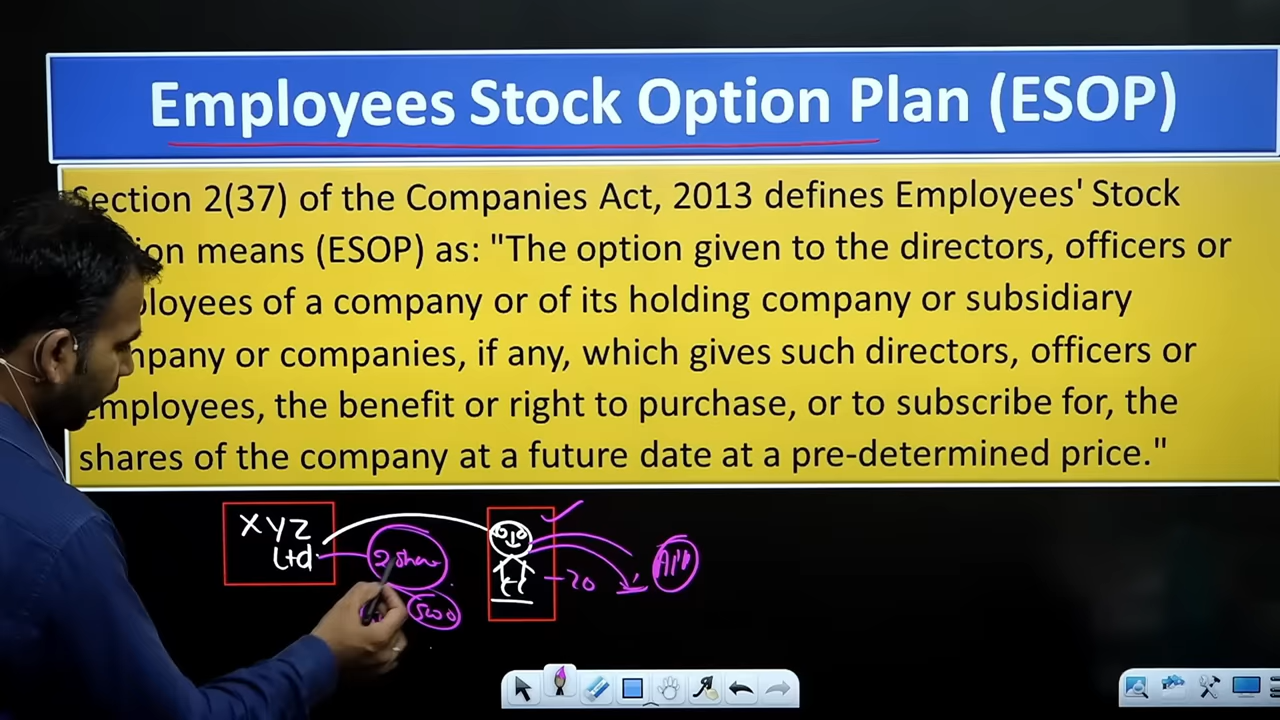 Employees Stock Option Plan (ESOP)
Section 2(37) of the Companies Act, 2013 defines Employees' Stock
means (ESOP) as: "The option given to the directors, officers or
of a company or of its holding company or subsidiary
or companies, if any, which gives such directors, officers or
employees, the benefit or right to purchase, or to subscribe for, the
shares of the company at a future date at a pre-determined price."
XYZ
Ltd
2 share
20